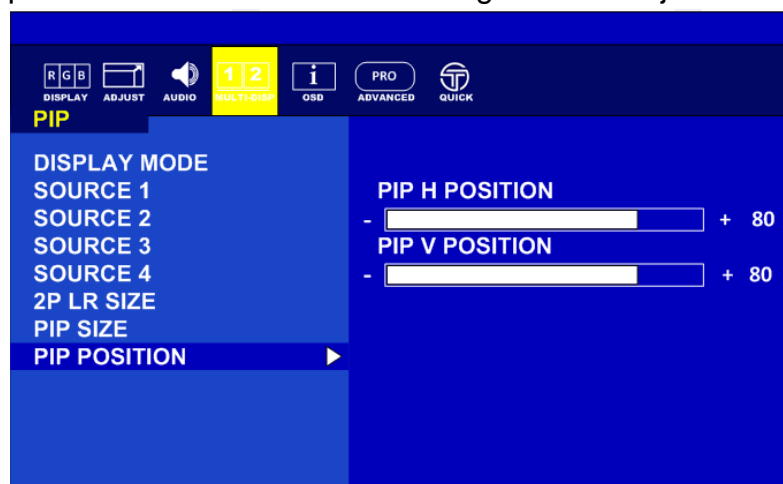 R G B 1 2 i PRO T
DISPLAY ADJUST AUDIO MULTI-DISP OSD ADVANCED QUICK
PIP
DISPLAY MODE
SOURCE 1 PIP H POSITION
SOURCE 2 - + 80
SOURCE 3 PIP V POSITION
SOURCE 4 - + 80
2P LR SIZE
PIP SIZE
PIP POSITION